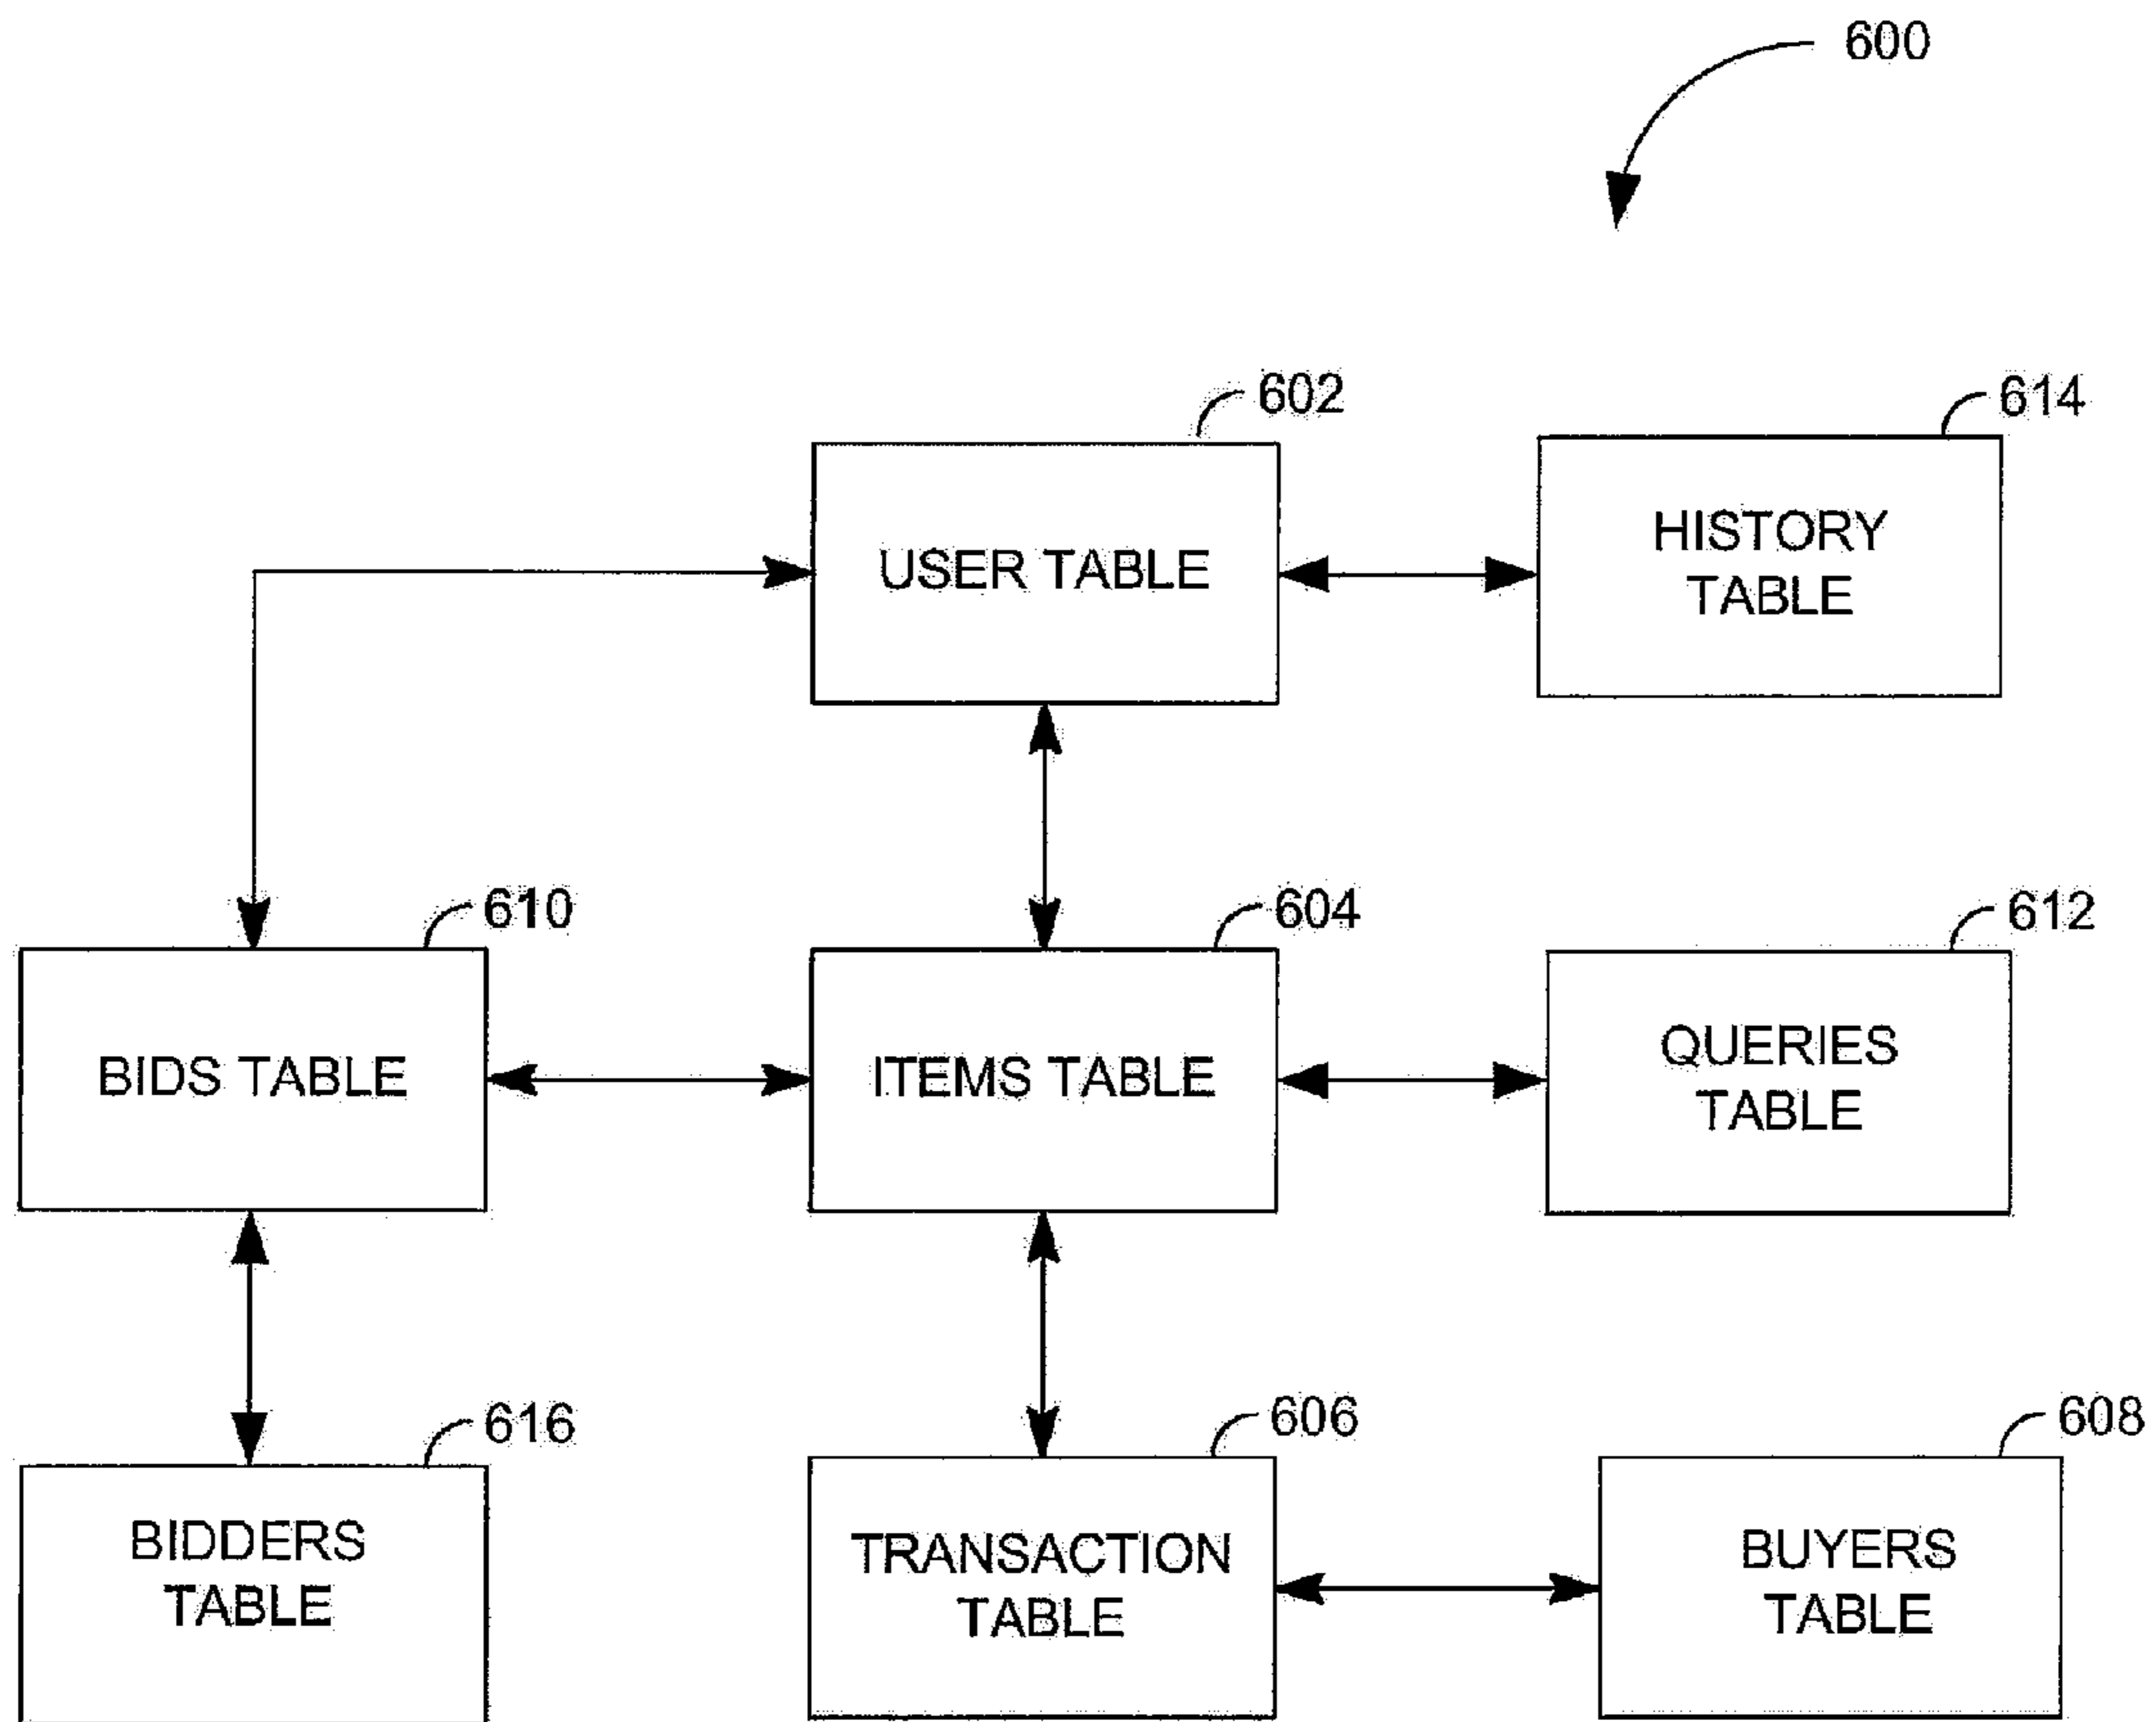 600
602
614
USER TABLE
HISTORY
TABLE
610
604
612
BIDS TABLE
ITEMS TABLE
QUERIES
TABLE
616
606
608
BIDDERS
TABLE
TRANSACTION
TABLE
BUYERS
TABLE